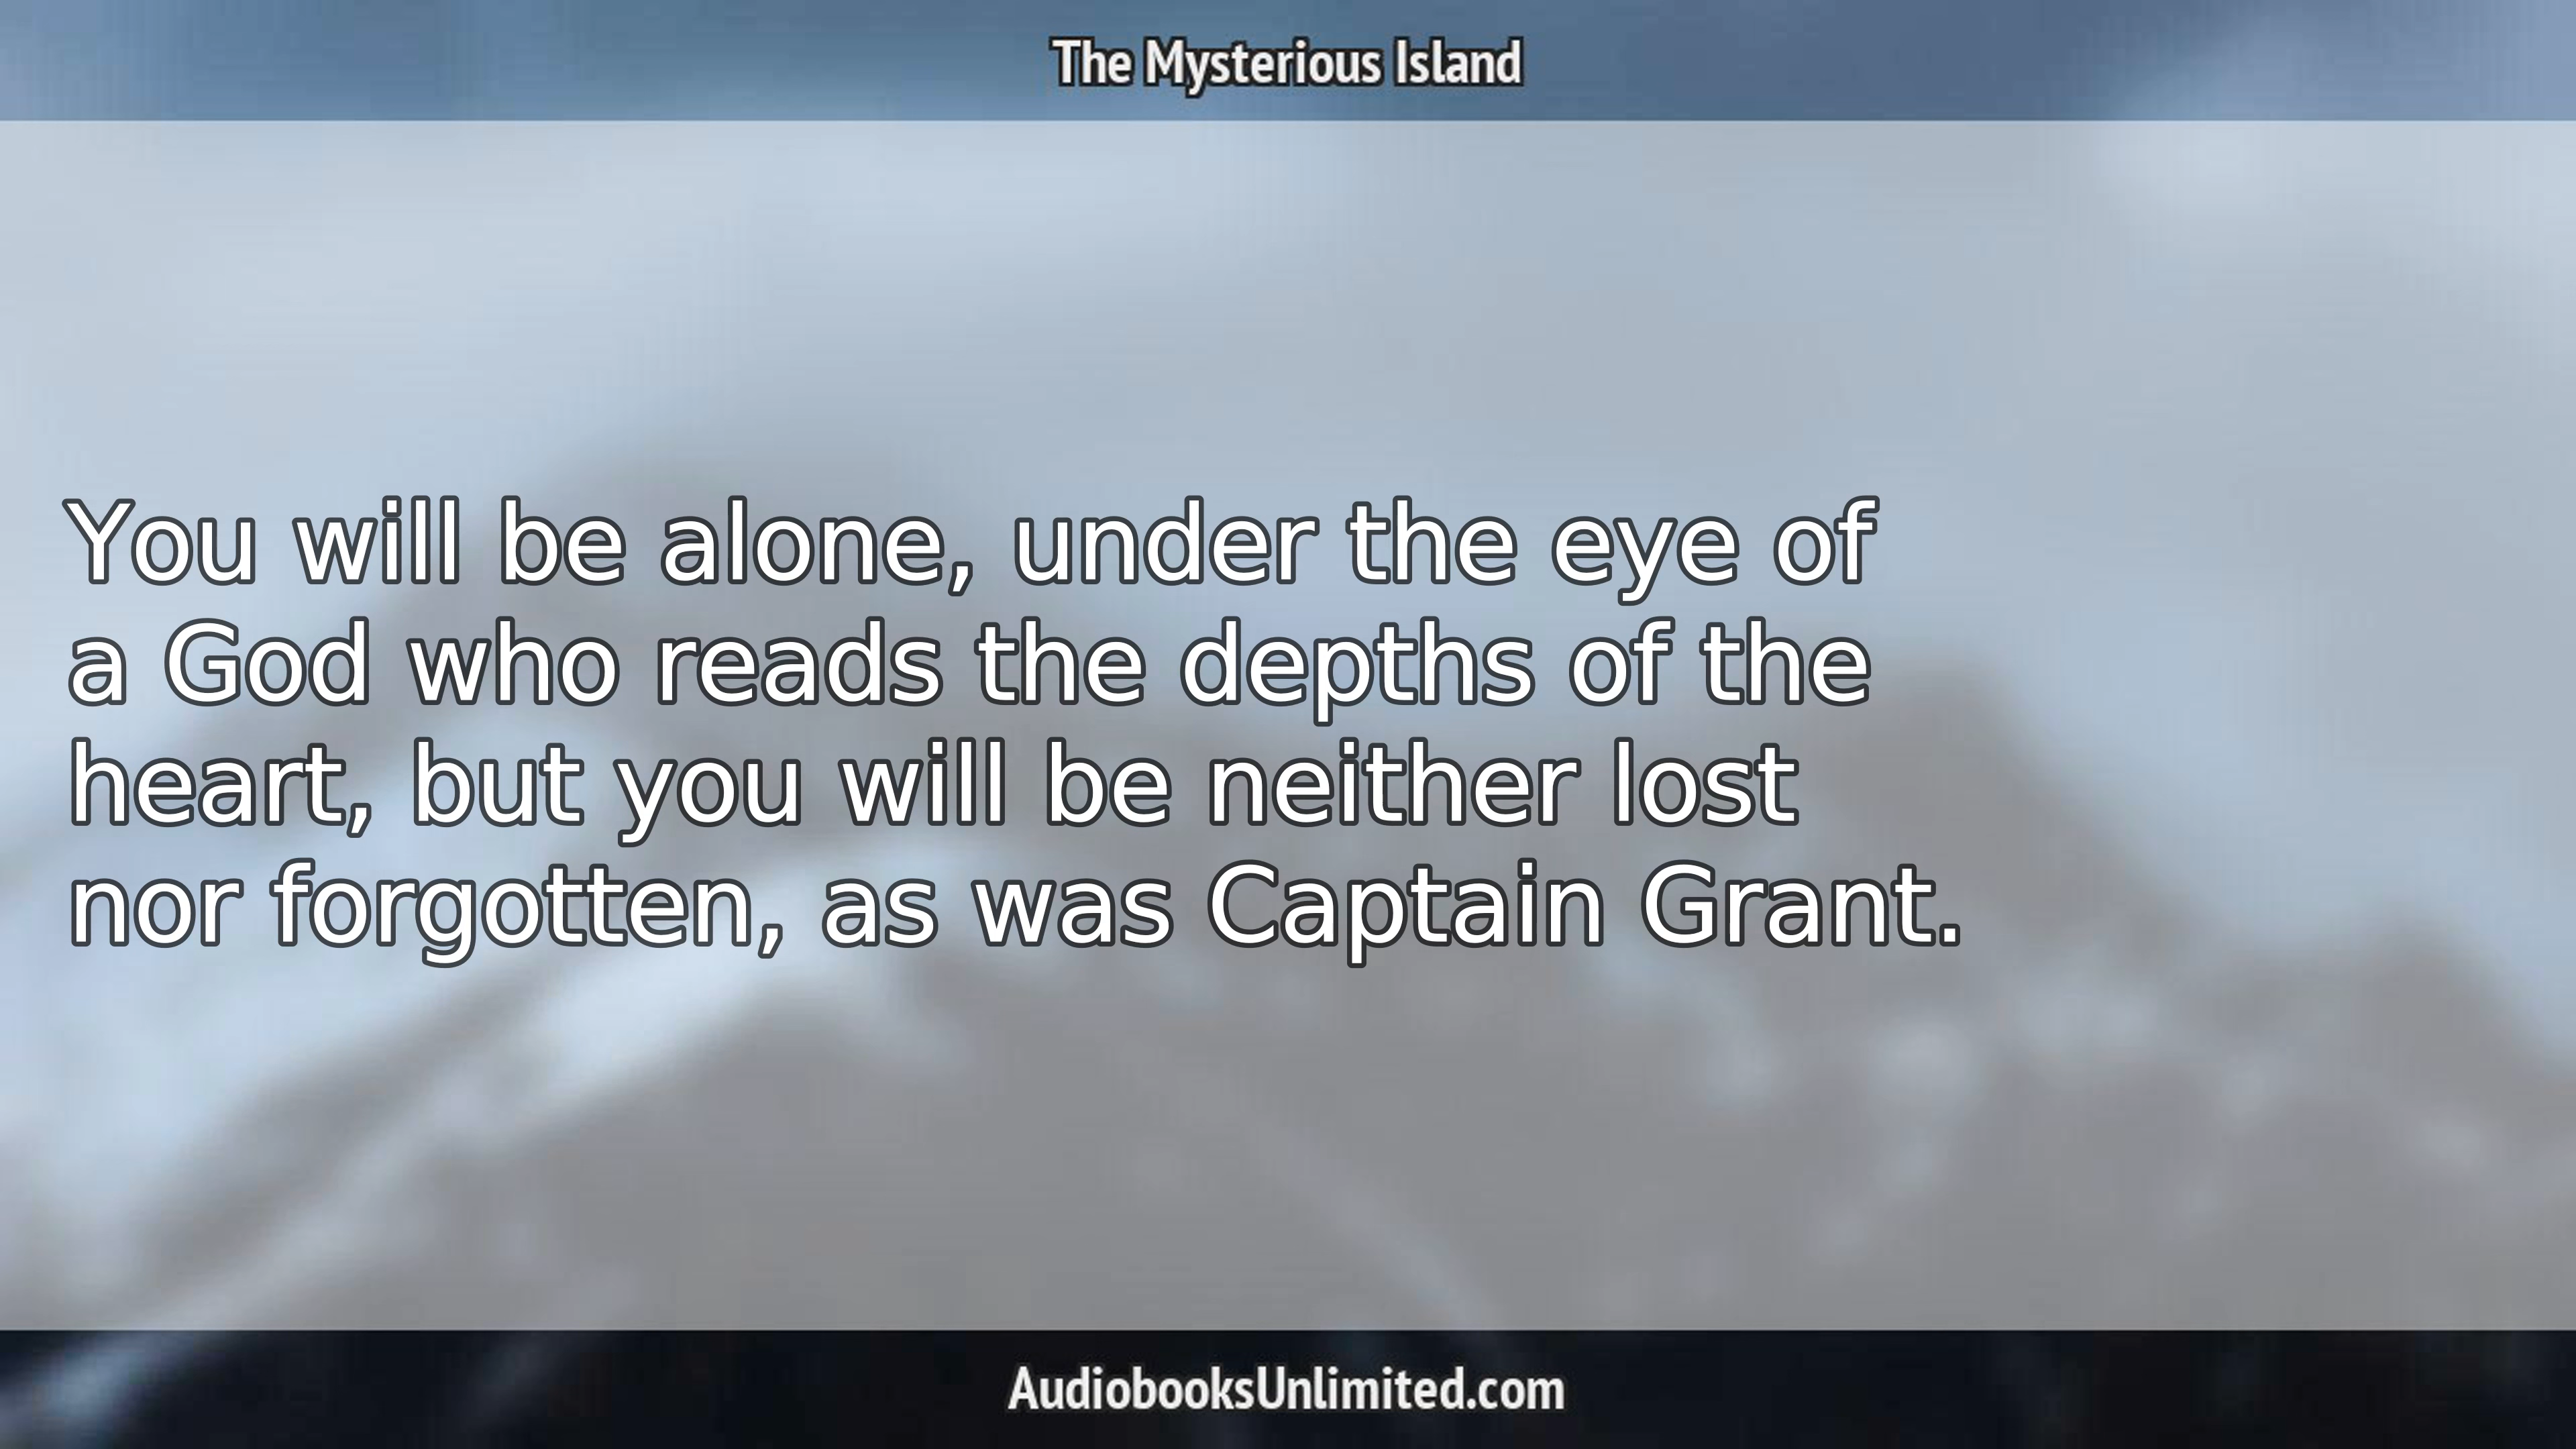 The Mysterious Island
You will be alone, under the eye of
a God who reads the depths of the
heart, but you will be neither lost
nor forgotten, as was Captain Grant.
AudiobooksUnlimited.com